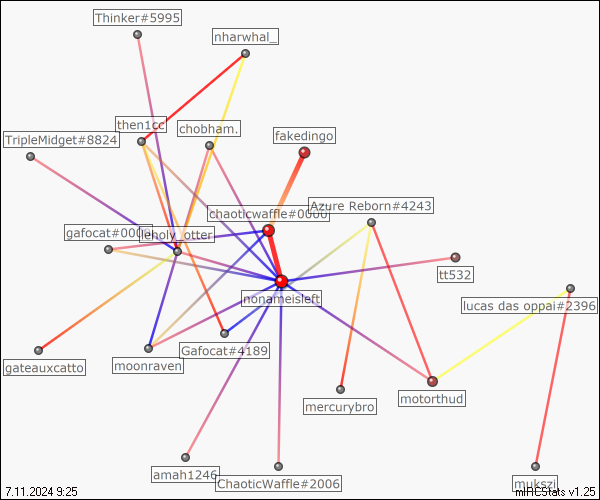 Thinker#5995
nharwhal_
then1cc
chobham.
fakedingo
TripleMidget#8824
Azure Reborn#4243
chaoticwaffle#0000
gafocat#00
leholy_otter
tt532
nonameisleft
lucas das oppai#2396
Gafocat#4189
gateauxcatto
moonraven
motorthud
mercurybro
amah1246
ChaoticWaffle#2006
mukszi
7.11.2024 9:25
mIRCStats v1.25